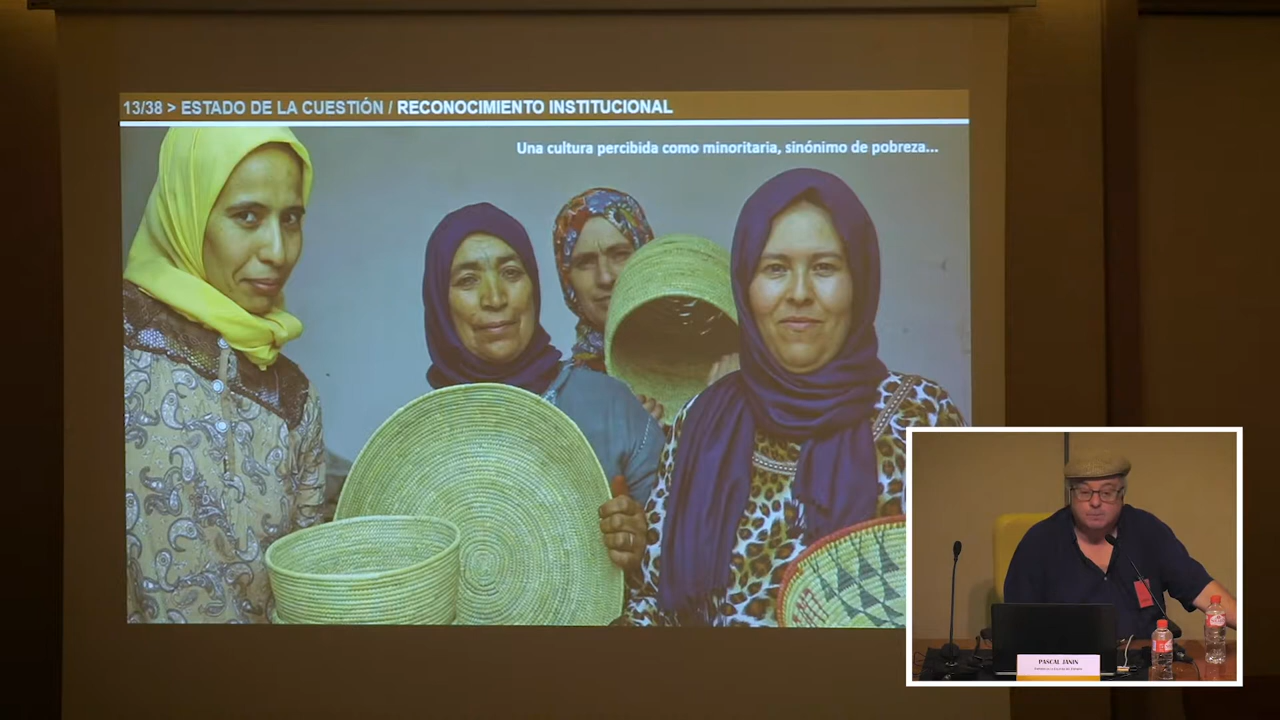 13/38 > ESTADO DE LA CUESTIÓN / RECONOCIMIENTO INSTITUCIONAL
Una cultura percibida como minoritaria, sinónimo de pobreza...
PASCAL JANIN